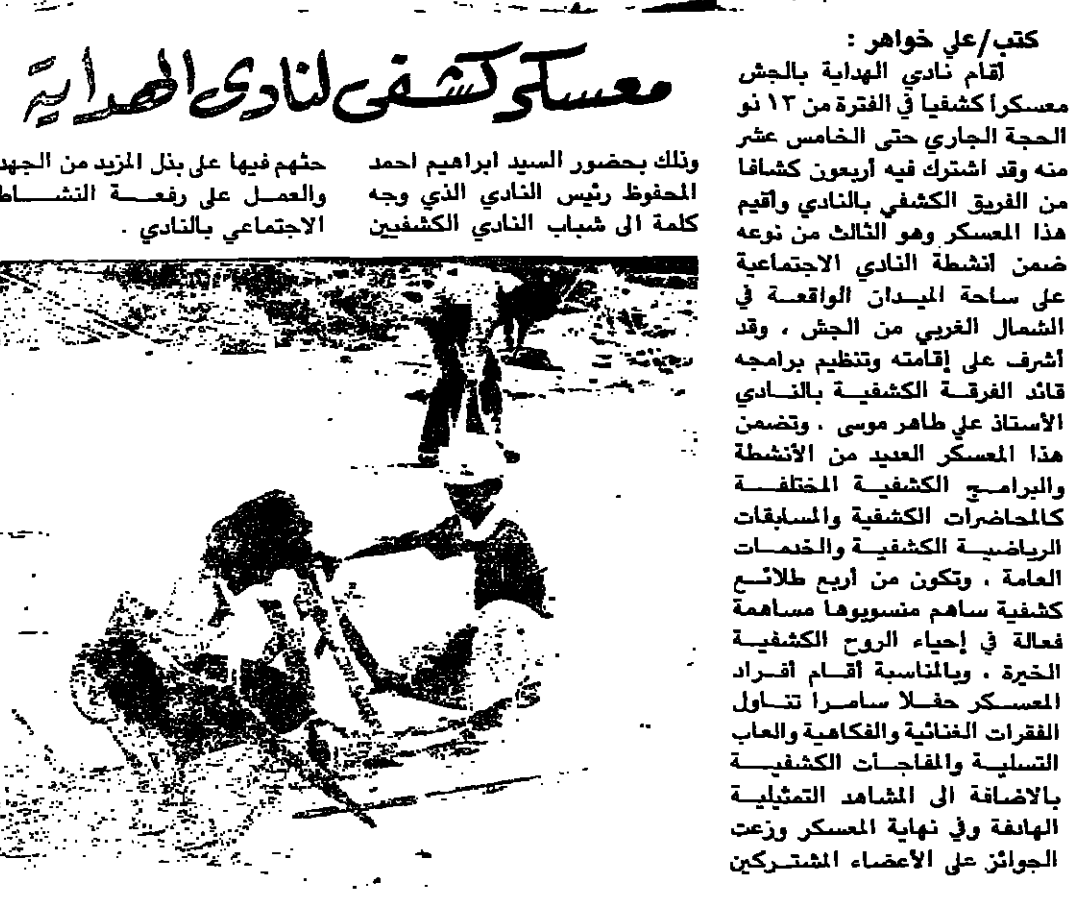 معسكر كشفى لنادى الهداية
كتب/علي خواهر :
أقام نادي الهداية بالجش
معسكراً كشفيا في الفترة من ١٣ ذو
الحجة الجاري حتى الخامس عشر
منه وقد اشترك فيه أربعون كشافا
من الفريق الكشفي بالنادي وأقيم
هذا المعسكر وهو الثالث من نوعه
ضمن أنشطة النادي الاجتماعية
على ساحة الميدان الواقعة في
الشمال الغربي من الجش ، وقد
أشرف على إقامته وتنظيم برامجه
قائد الفرقة الكشفية بالنادي
الأستاذ علي طاهر موسى . وتضمن
هذا المعسكر العديد من الأنشطة
والبرامج الكشفية المختلفة
كالمحاضرات الكشفية والمسابقات
الرياضية الكشفية والخدمات
العامة . وتكون من أربع طلائع
كشفية ساهم منسوبوها مساهمة
فعالة في إحياء الروح الكشفية
الخيرة . وبالمناسبة أقام أفراد
المعسكر حفلا سامرا تناول
الفقرات الغنائية والفكاهية والعاب
التسلية والمفاجآت الكشفية
بالاضافة الى المشاهد التمثيلية
الهادفة وفي نهاية المعسكر وزعت
الجوائز على الأعضاء المشتركين
وذلك بحضور السيد ابراهيم احمد
المحفوظ رئيس النادي الذي وجه
كلمة الى شباب النادي الكشفيين
حثهم فيها على بذل المزيد من الجهد
والعمل على رفعة النشاط
الاجتماعي بالنادي .